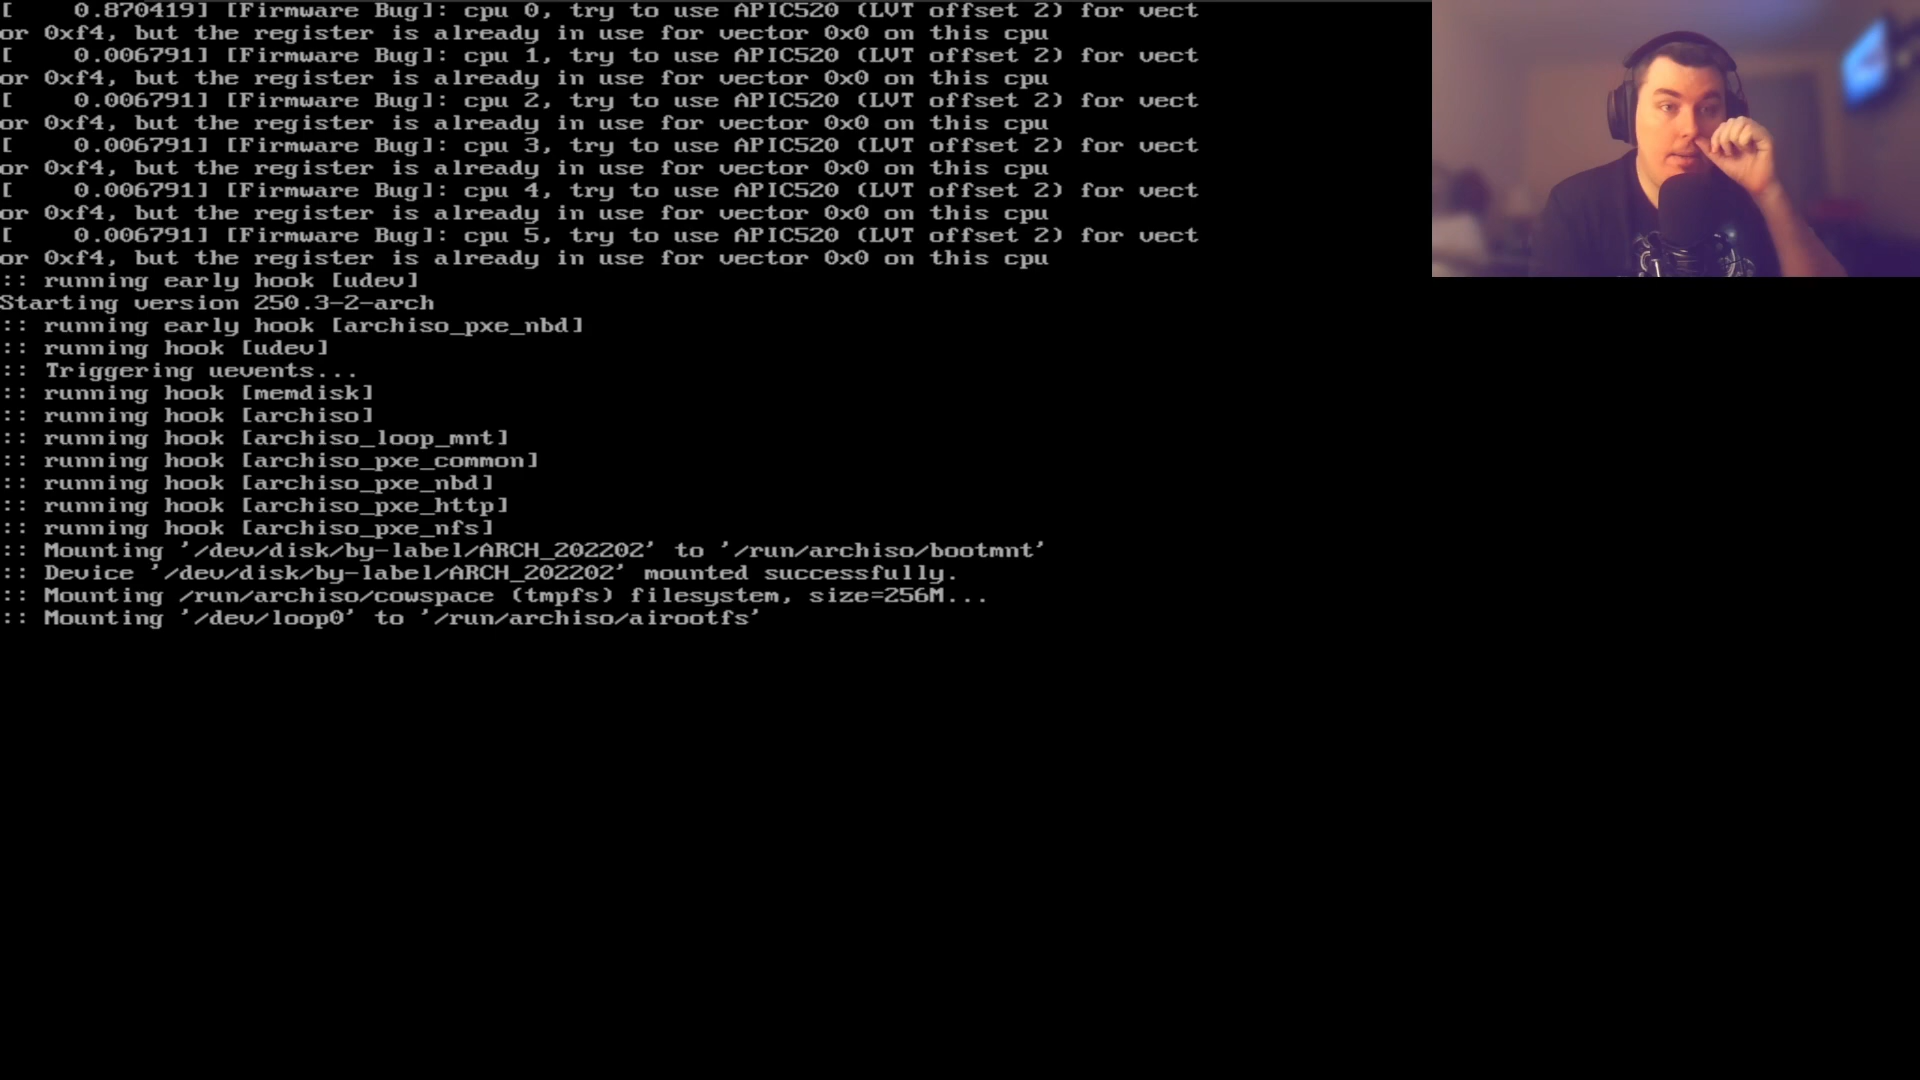 [    0.870419] [Firmware Bug]: cpu 0, try to use APIC520 (LVT offset 2) for vect
or 0xf4, but the register is already in use for vector 0x0 on this cpu
[    0.006791] [Firmware Bug]: cpu 1, try to use APIC520 (LVT offset 2) for vect
or 0xf4, but the register is already in use for vector 0x0 on this cpu
[    0.006791] [Firmware Bug]: cpu 2, try to use APIC520 (LVT offset 2) for vect
or 0xf4, but the register is already in use for vector 0x0 on this cpu
[    0.006791] [Firmware Bug]: cpu 3, try to use APIC520 (LVT offset 2) for vect
or 0xf4, but the register is already in use for vector 0x0 on this cpu
[    0.006791] [Firmware Bug]: cpu 4, try to use APIC520 (LVT offset 2) for vect
or 0xf4, but the register is already in use for vector 0x0 on this cpu
[    0.006791] [Firmware Bug]: cpu 5, try to use APIC520 (LVT offset 2) for vect
or 0xf4, but the register is already in use for vector 0x0 on this cpu
:: running early hook [udev]
Starting version 250.3-2-arch
:: running early hook [archiso_pxe_nbd]
:: running hook [udev]
:: Triggering uevents...
:: running hook [memdisk]
:: running hook [archiso]
:: running hook [archiso_loop_mnt]
:: running hook [archiso_pxe_common]
:: running hook [archiso_pxe_nbd]
:: running hook [archiso_pxe_http]
:: running hook [archiso_pxe_nfs]
:: Mounting '/dev/disk/by-label/ARCH_202202' to '/run/archiso/bootmnt'
:: Device '/dev/disk/by-label/ARCH_202202' mounted successfully.
:: Mounting /run/archiso/cowspace (tmpfs) filesystem, size=256M...
:: Mounting '/dev/loop0' to '/run/archiso/airootfs'